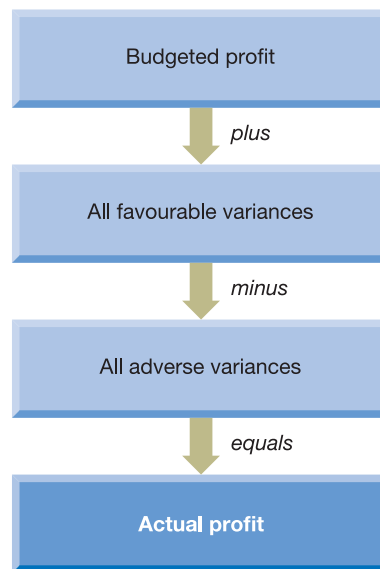 Budgeted profit
plus
All favourable variances
minus
All adverse variances
equals
Actual profit